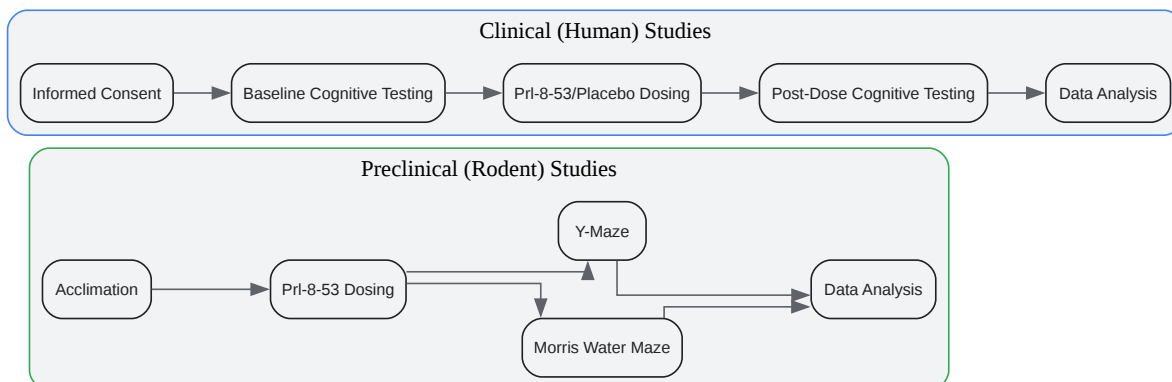 Clinical (Human) Studies
Informed Consent
Baseline Cognitive Testing
Prl-8-53/Placebo Dosing
Post-Dose Cognitive Testing
Data Analysis
Preclinical (Rodent) Studies
Acclimation
Prl-8-53 Dosing
Y-Maze
Morris Water Maze
Data Analysis